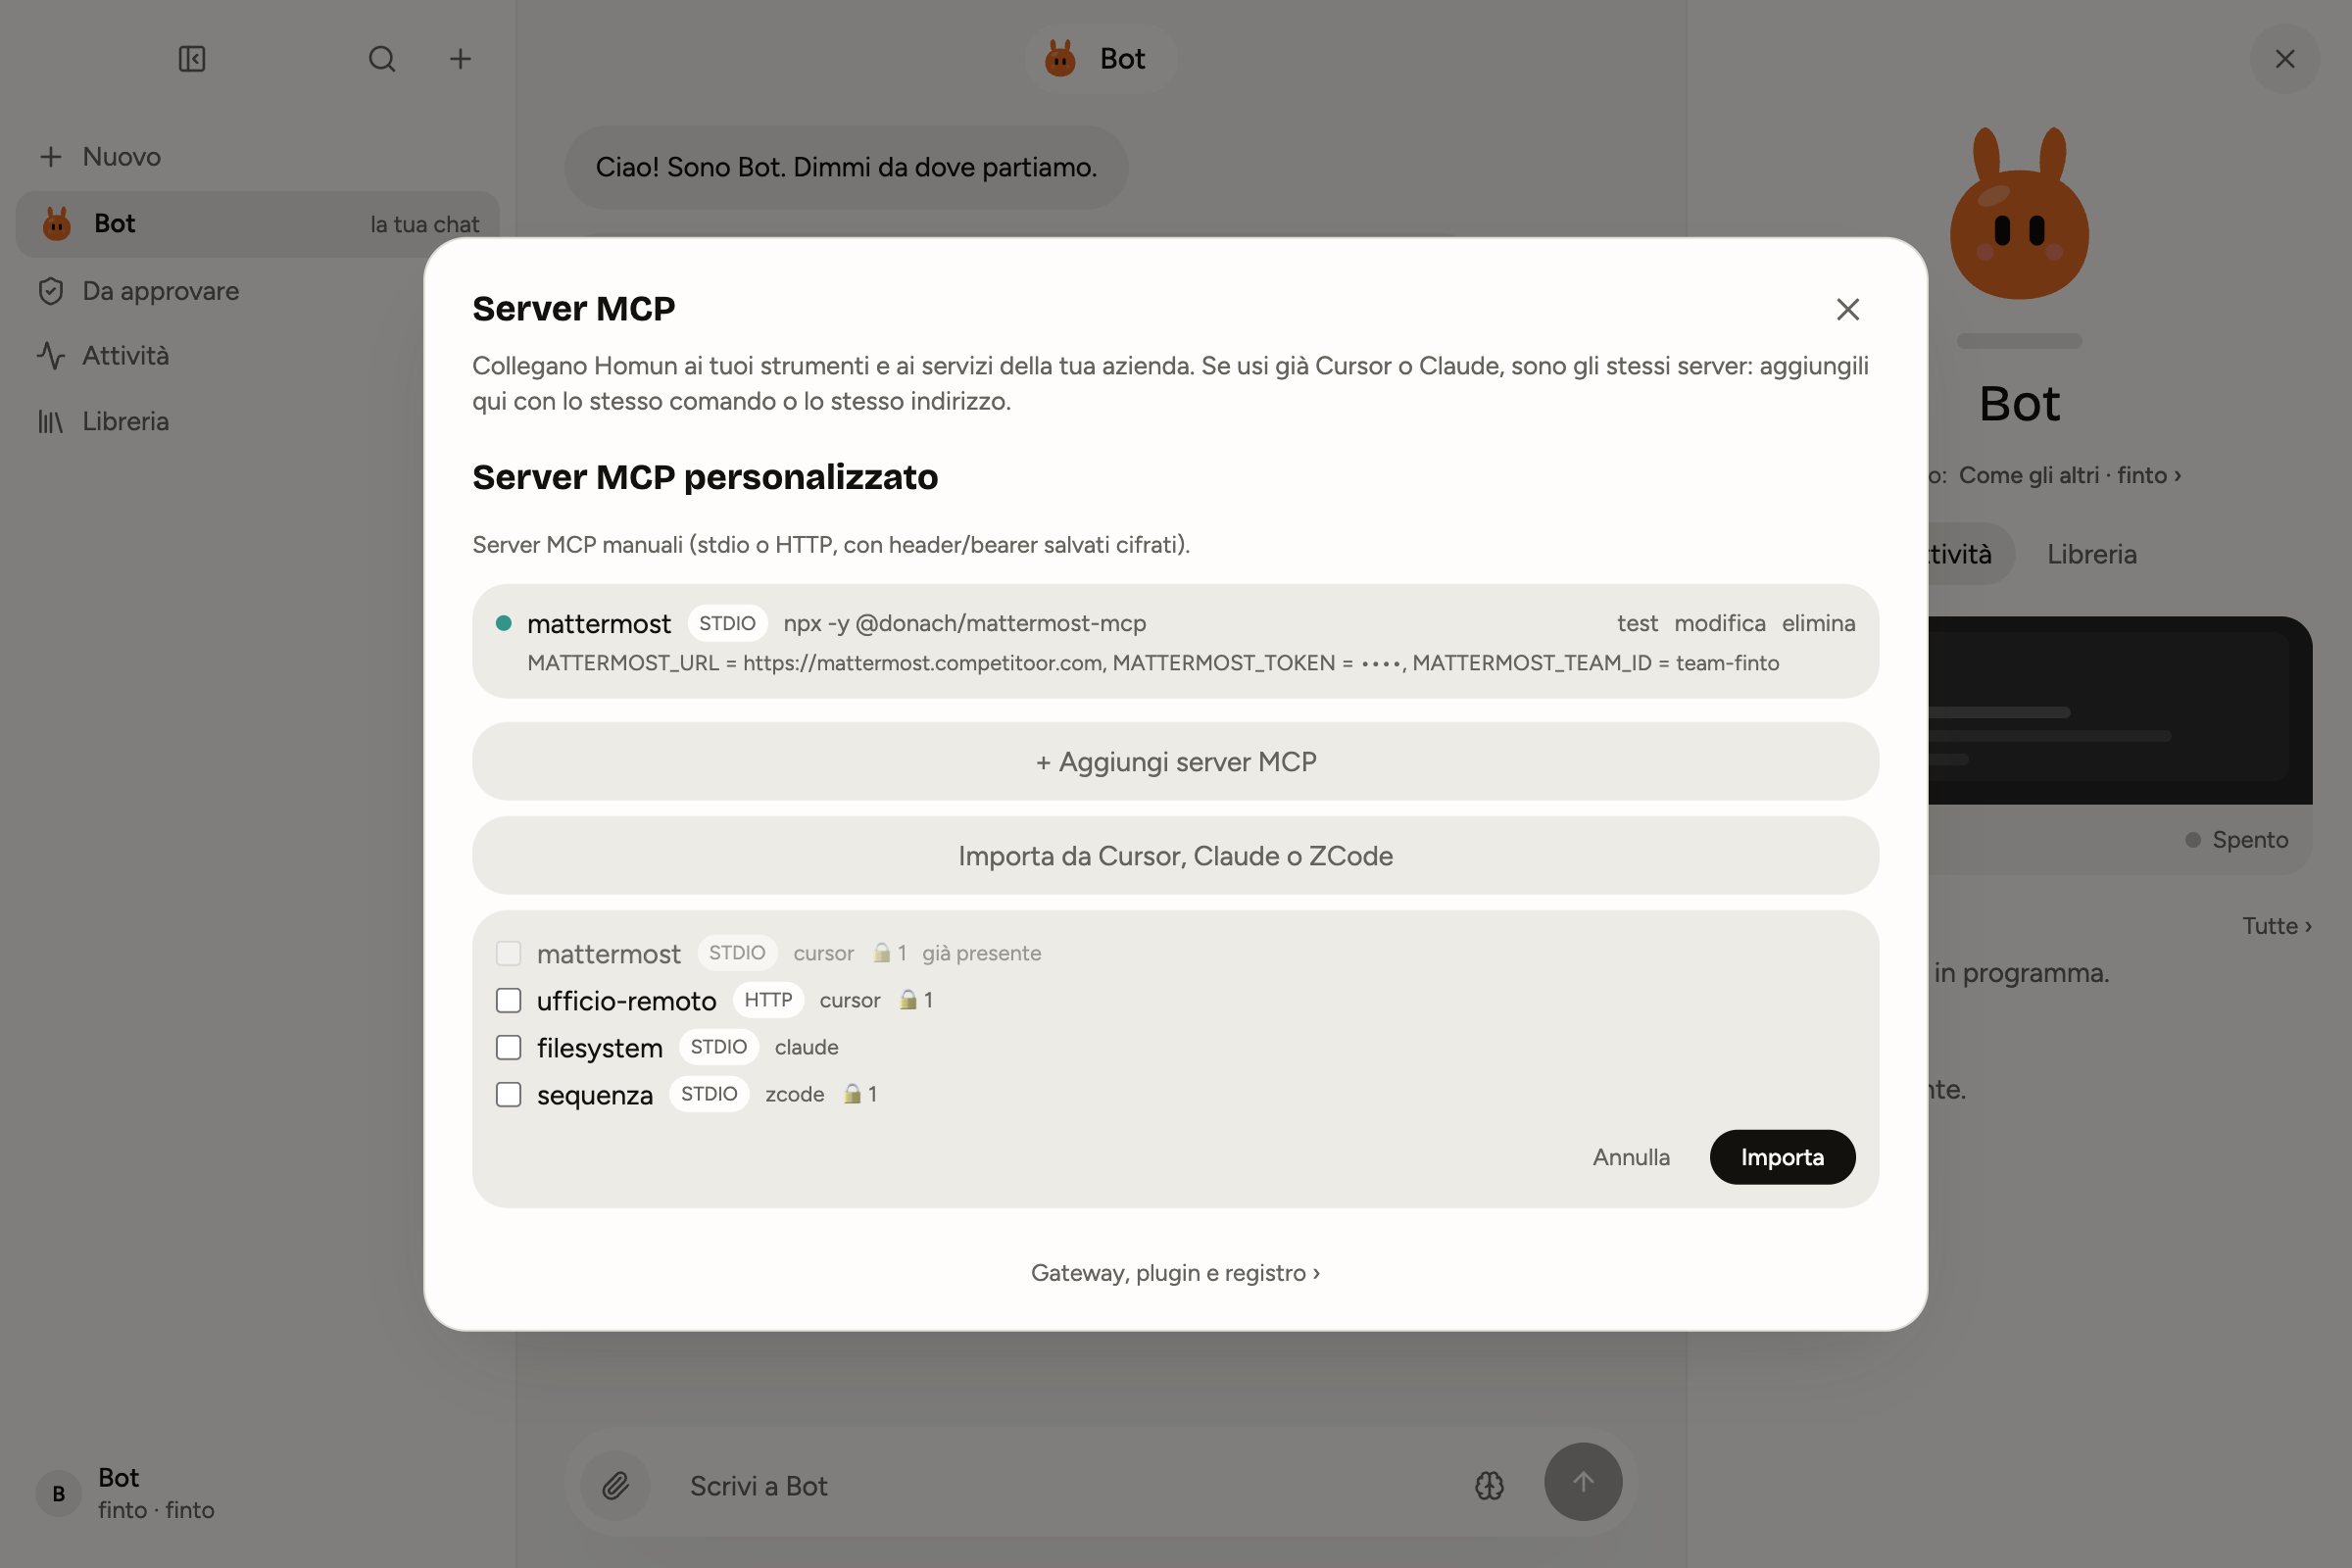 Bot
Nuovo
Bot la tua chat
Da approvare
Attività
Libreria
Ciao! Sono Bot. Dimmi da dove partiamo.
Server MCP
Collegano Homun ai tuoi strumenti e ai servizi della tua azienda. Se usi già Cursor o Claude, sono gli stessi server: aggiungili
qui con lo stesso comando o lo stesso indirizzo.
Server MCP personalizzato
Server MCP manuali (stdio o HTTP, con header/bearer salvati cifrati).
mattermost STDIO npx -y @donach/mattermost-mcp test modifica elimina
MATTERMOST_URL = https://mattermost.competitoor.com, MATTERMOST_TOKEN = ••••, MATTERMOST_TEAM_ID = team-finto
+ Aggiungi server MCP
Importa da Cursor, Claude o ZCode
mattermost STDIO cursor 🔒 1 già presente
ufficio-remoto HTTP cursor 🔒 1
filesystem STDIO claude
sequenza STDIO zcode 🔒 1
Annulla Importa
Gateway, plugin e registro ›
Bot
o: Come gli altri · finto ›
tività Libreria
Spento
Tutte ›
in programma.
nte.
Scrivi a Bot
B Bot
finto · finto